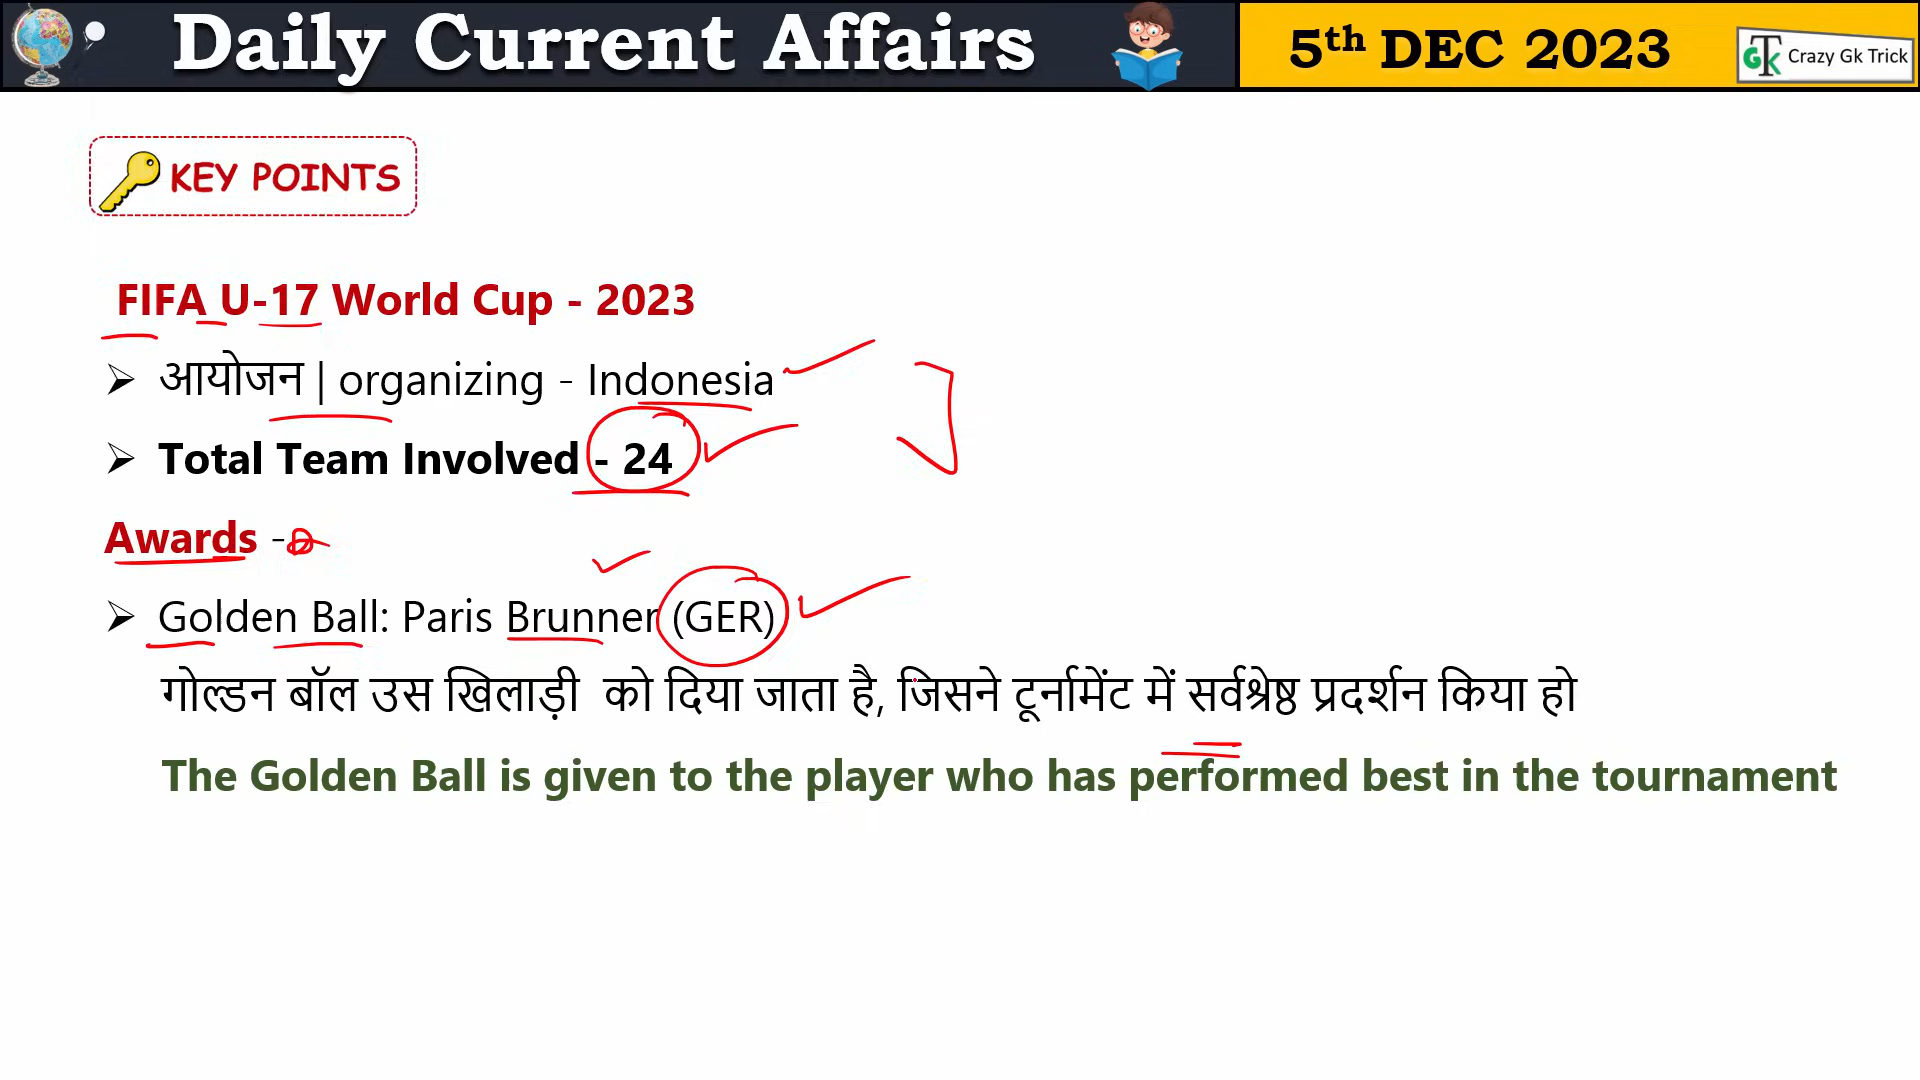 Daily Current Affairs
5th DEC 2023
GTK Crazy Gk Trick
KEY POINTS
FIFA U-17 World Cup - 2023
➢ आयोजन | organizing - Indonesia
➢ Total Team Involved - 24
Awards -
➢ Golden Ball: Paris Brunner (GER)
गोल्डन बॉल उस खिलाड़ी को दिया जाता है, जिसने टूर्नामेंट में सर्वश्रेष्ठ प्रदर्शन किया हो
The Golden Ball is given to the player who has performed best in the tournament